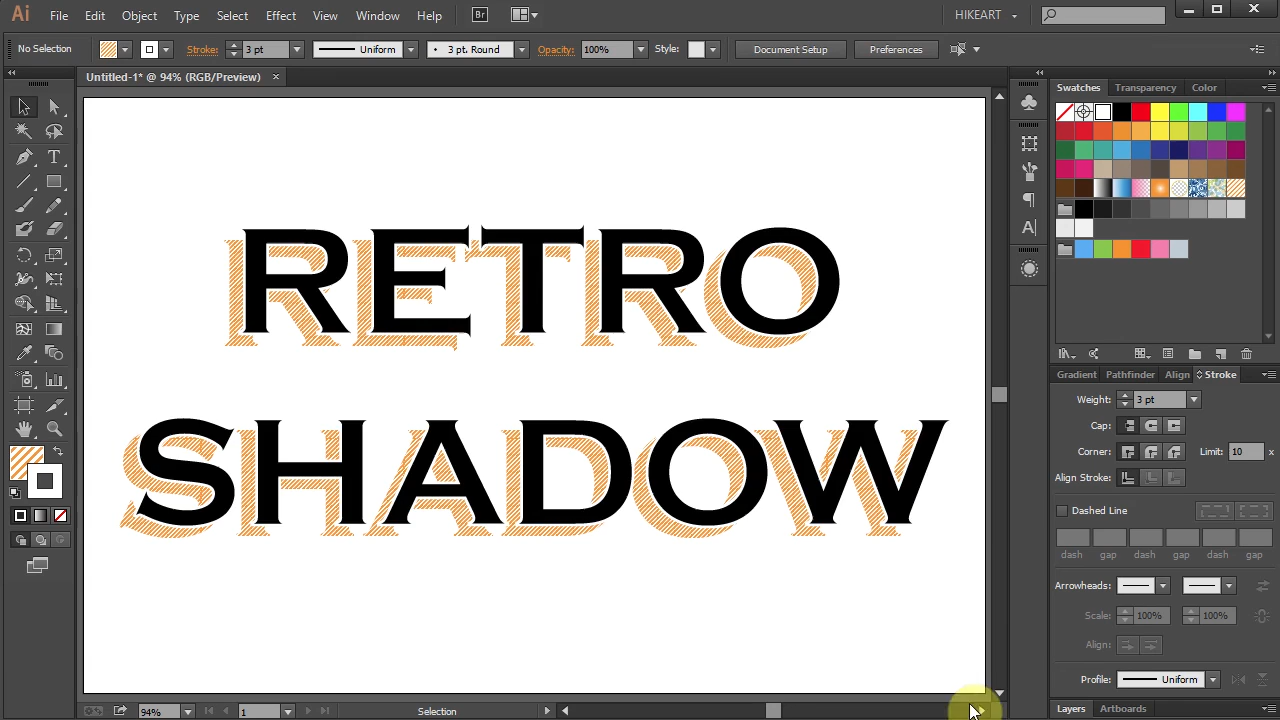 Ai File Edit Object Type Select Effect View Window Help Br HIKEART
No Selection Stroke: 3 pt Uniform 3 pt. Round Opacity: 100% Style: Document Setup Preferences
Untitled-1* @ 94% (RGB/Preview)
Swatches Transparency Color
RETRO
SHADOW
Gradient Pathfinder Align Stroke
Weight: 3 pt
Cap:
Corner: Limit: 10 x
Align Stroke:
Dashed Line
dash gap dash gap dash gap
Arrowheads:
Scale: 100% 100%
Align:
Profile: Uniform
Layers Artboards
94% 1 Selection